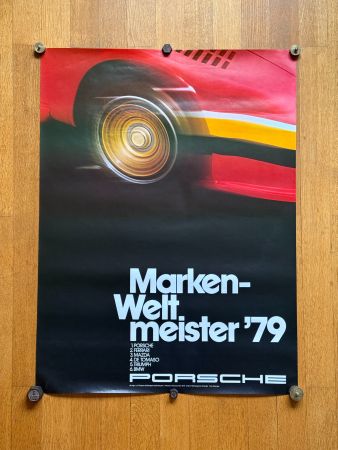 Marken-
Welt
meister '79
1. PORSCHE
2. FERRARI
3. MAZDA
4. DE TOMASO
5. TRIUMPH
6. BMW
PORSCHE